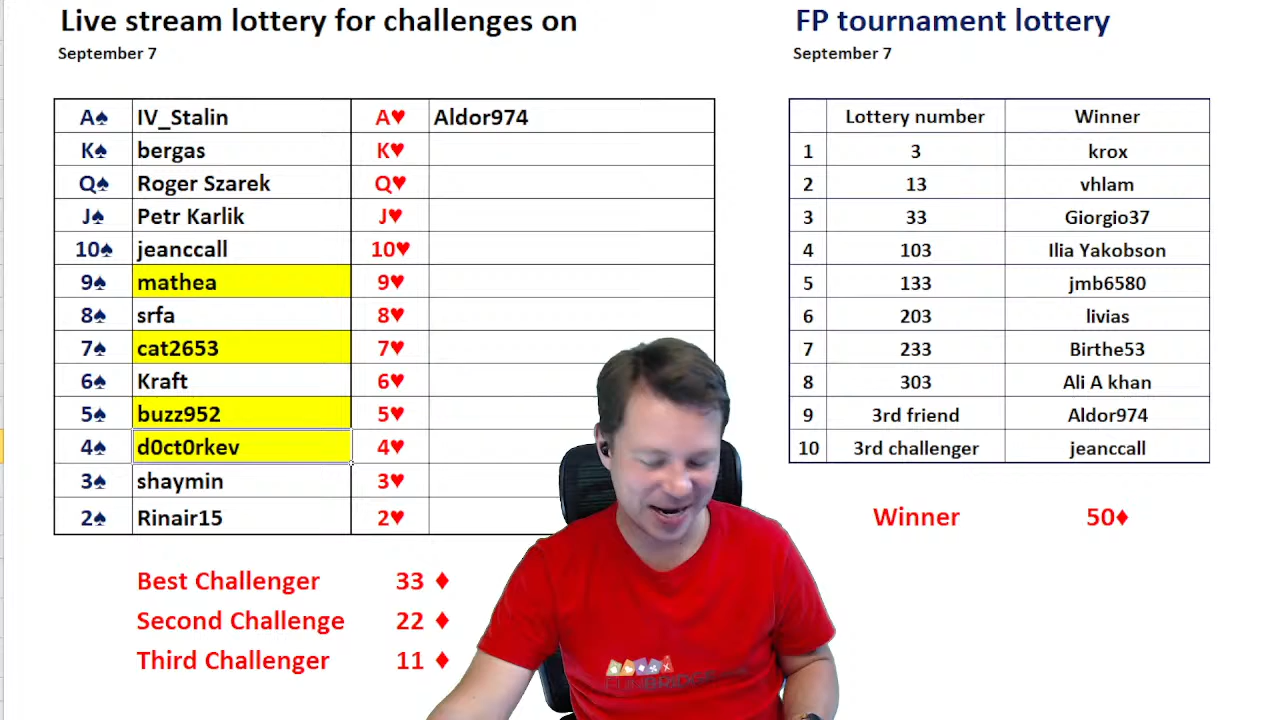 Live stream lottery for challenges on
September 7
A♠ IV_Stalin A♥ Aldor974
K♠ bergas K♥
Q♠ Roger Szarek Q♥
J♠ Petr Karlik J♥
10♠ jeanccall 10♥
9♠ mathea 9♥
8♠ srfa 8♥
7♠ cat2653 7♥
6♠ Kraft 6♥
5♠ buzz952 5♥
4♠ d0ct0rkev 4♥
3♠ shaymin 3♥
2♠ Rinair15 2♥
Best Challenger 33 ♦
Second Challenge 22 ♦
Third Challenger 11 ♦
FP tournament lottery
September 7
Lottery number Winner
1 3 krox
2 13 vhlam
3 33 Giorgio37
4 103 Ilia Yakobson
5 133 jmb6580
6 203 livias
7 233 Birthe53
8 303 Ali A khan
9 3rd friend Aldor974
10 3rd challenger jeanccall
Winner 50♦
FUNBRIDGE